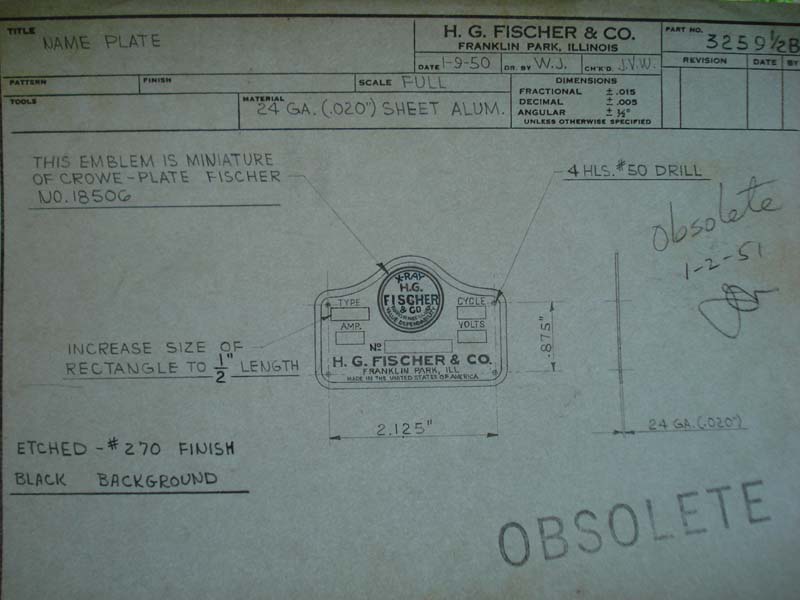 TITLE
NAME PLATE
H. G. FISCHER & CO.
FRANKLIN PARK, ILLINOIS
PART NO.
3259 1/2B
DATE 1-9-50 DR. BY W.J. CH'K'D. J.V.W.
REVISION DATE BY
PATTERN FINISH SCALE FULL
TOOLS
MATERIAL
24 GA. (.020") SHEET ALUM.
DIMENSIONS
FRACTIONAL ± .015
DECIMAL ± .005
ANGULAR ± ½°
UNLESS OTHERWISE SPECIFIED
THIS EMBLEM IS MINIATURE
OF CROWE-PLATE FISCHER
NO. 18506
4 HLS. #50 DRILL
Obsolete
1-2-51
X-RAY
H.G.
FISCHER
& CO
TYPE
CYCLE
AMP.
VOLTS
No
H. G. FISCHER & CO.
FRANKLIN PARK, ILL
MADE IN THE UNITED STATES OF AMERICA
.875"
INCREASE SIZE OF
RECTANGLE TO 1/2" LENGTH
2.125"
24 GA. (.020")
ETCHED - #270 FINISH
BLACK BACKGROUND
OBSOLETE